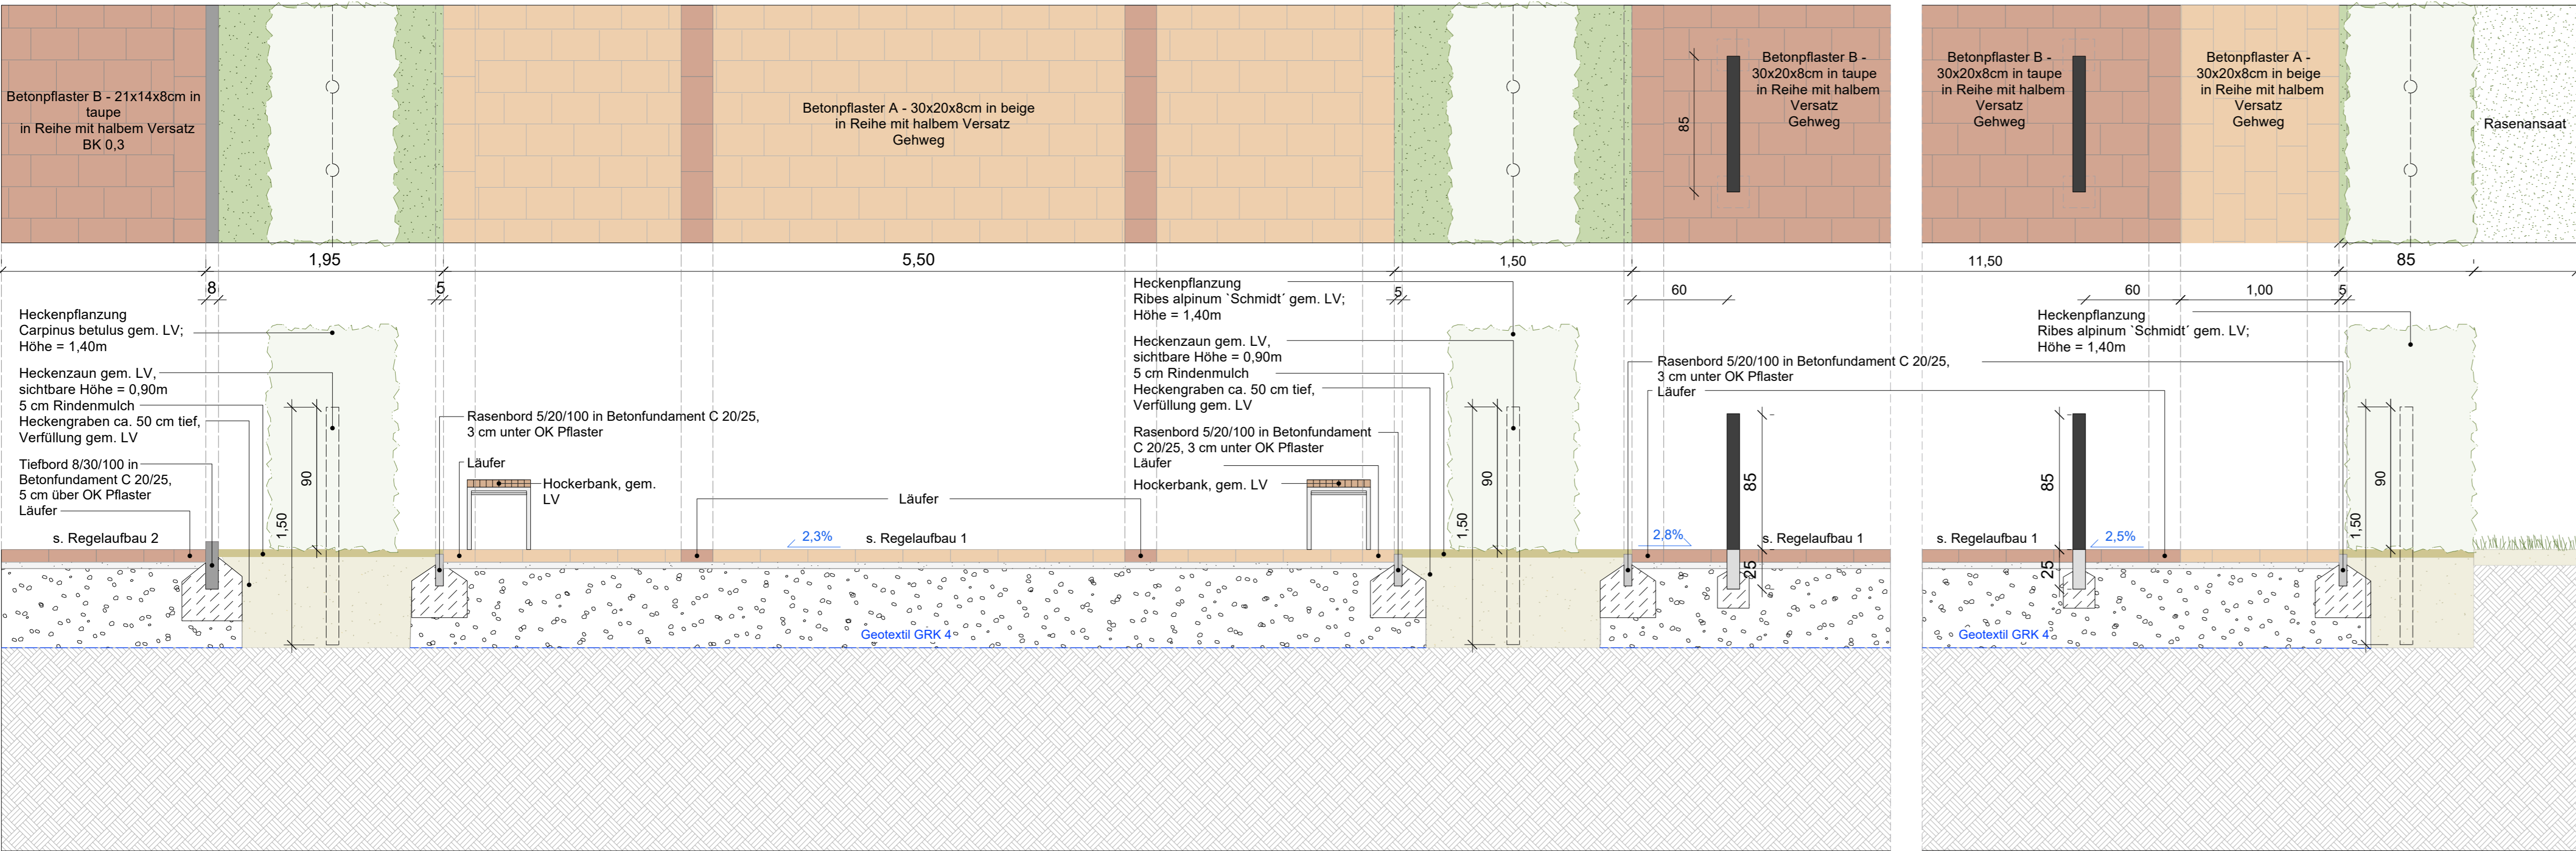 Betonpflaster B - 21x14x8cm in
taupe
in Reihe mit halbem Versatz
BK 0,3
Betonpflaster A - 30x20x8cm in beige
in Reihe mit halbem Versatz
Gehweg
85
Betonpflaster B -
30x20x8cm in taupe
in Reihe mit halbem
Versatz
Gehweg
Betonpflaster B -
30x20x8cm in taupe
in Reihe mit halbem
Versatz
Gehweg
Betonpflaster A -
30x20x8cm in beige
in Reihe mit halbem
Versatz
Gehweg
Rasenansaat
1,95
5,50
1,50
11,50
85
8
5
5
60
60
1,00
5
Heckenpflanzung
Carpinus betulus gem. LV;
Höhe = 1,40m
Heckenzaun gem. LV,
sichtbare Höhe = 0,90m
5 cm Rindenmulch
Heckengraben ca. 50 cm tief,
Verfüllung gem. LV
Tiefbord 8/30/100 in
Betonfundament C 20/25,
5 cm über OK Pflaster
Läufer
s. Regelaufbau 2
1,50
90
Rasenbord 5/20/100 in Betonfundament C 20/25,
3 cm unter OK Pflaster
Läufer
Hockerbank, gem.
LV
Läufer
2,3%
s. Regelaufbau 1
Geotextil GRK 4
Heckenpflanzung
Ribes alpinum `Schmidt´ gem. LV;
Höhe = 1,40m
Heckenzaun gem. LV,
sichtbare Höhe = 0,90m
5 cm Rindenmulch
Heckengraben ca. 50 cm tief,
Verfüllung gem. LV
Rasenbord 5/20/100 in Betonfundament
C 20/25, 3 cm unter OK Pflaster
Läufer
Hockerbank, gem. LV
1,50
90
Rasenbord 5/20/100 in Betonfundament C 20/25,
3 cm unter OK Pflaster
Läufer
2,8%
85
25
s. Regelaufbau 1
s. Regelaufbau 1
85
25
2,5%
Geotextil GRK 4
Heckenpflanzung
Ribes alpinum `Schmidt´ gem. LV;
Höhe = 1,40m
1,50
90